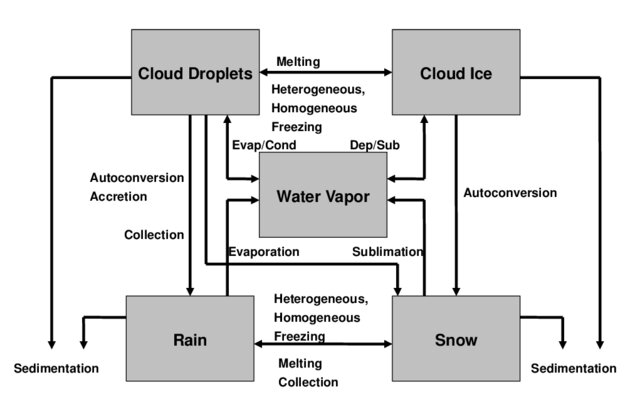 Melting
Cloud Droplets
Cloud Ice
Heterogeneous,
Homogeneous
Freezing
Evap/Cond
Dep/Sub
Autoconversion
Accretion
Water Vapor
Autoconversion
Collection
Evaporation
Sublimation
Heterogeneous,
Homogeneous
Freezing
Rain
Snow
Melting
Collection
Sedimentation
Sedimentation